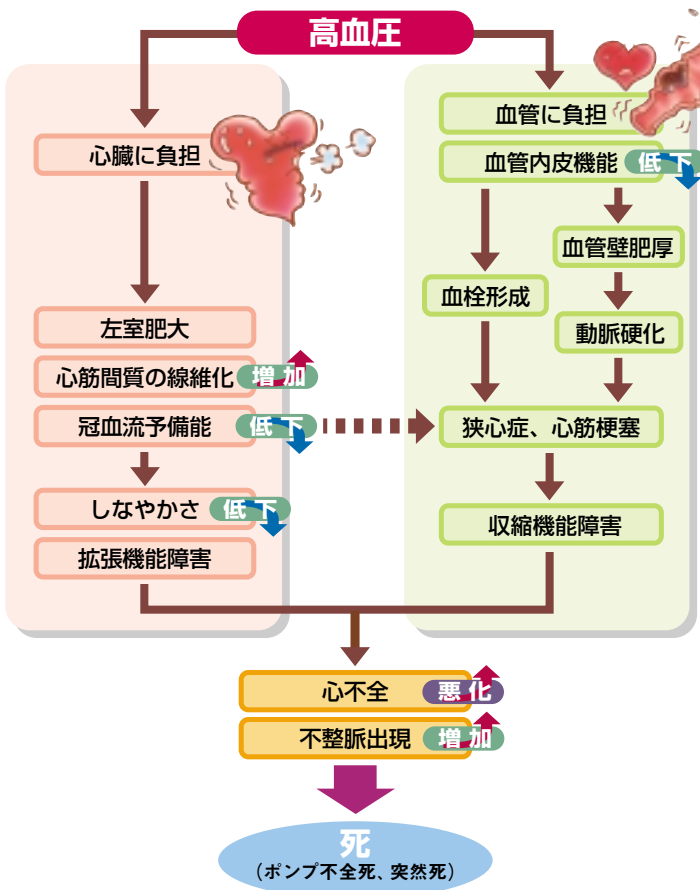 高血圧
心臓に負担
左室肥大
心筋間質の線維化 増加
冠血流予備能 低下
しなやかさ 低下
拡張機能障害
血管に負担
血管内皮機能 低下
血管壁肥厚
血栓形成
動脈硬化
狭心症、心筋梗塞
収縮機能障害
心不全 悪化
不整脈出現 増加
死
(ポンプ不全死、突然死)